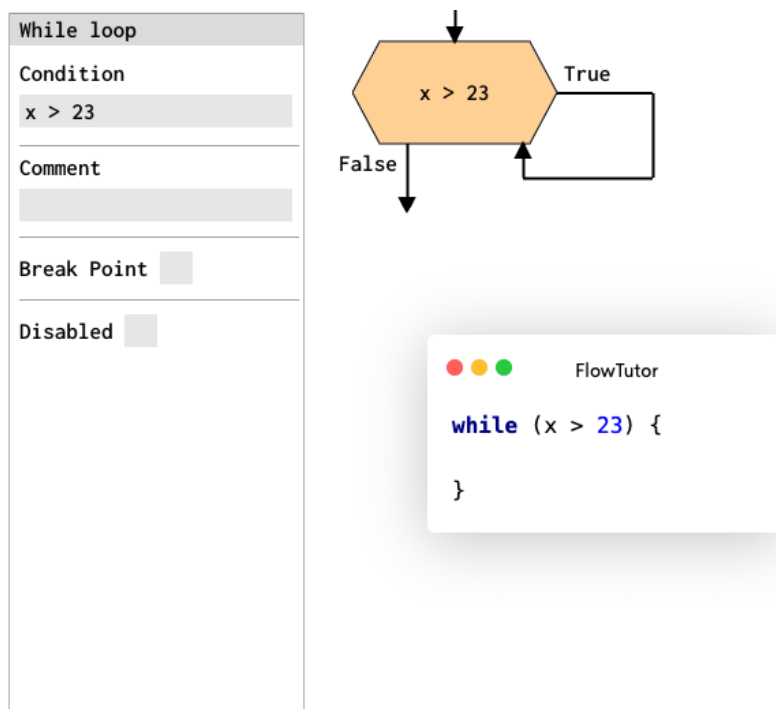 While loop
Condition
x > 23
Comment
Break Point
Disabled
x > 23
True
False
FlowTutor
while (x > 23) {
}